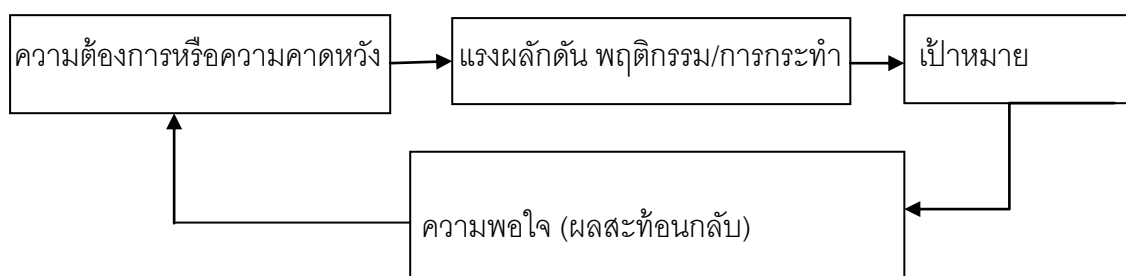 ความต้องการหรือความคาดหวัง
แรงผลักดัน พฤติกรรม/การกระทำ
เป้าหมาย
ความพอใจ (ผลสะท้อนกลับ)